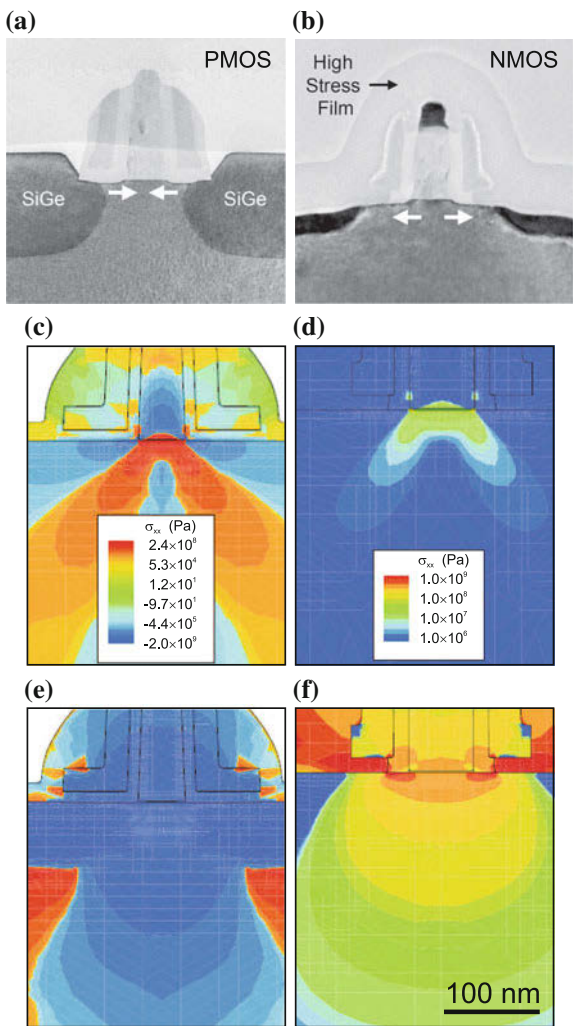 (a)
PMOS
SiGe
SiGe
(b)
NMOS
High
Stress
Film
(c)
σxx (Pa)
2.4×10⁸
5.3×10⁴
1.2×10¹
-9.7×10¹
-4.4×10⁵
-2.0×10⁹
(d)
σxx (Pa)
1.0×10⁹
1.0×10⁸
1.0×10⁷
1.0×10⁶
(e)
(f)
100 nm